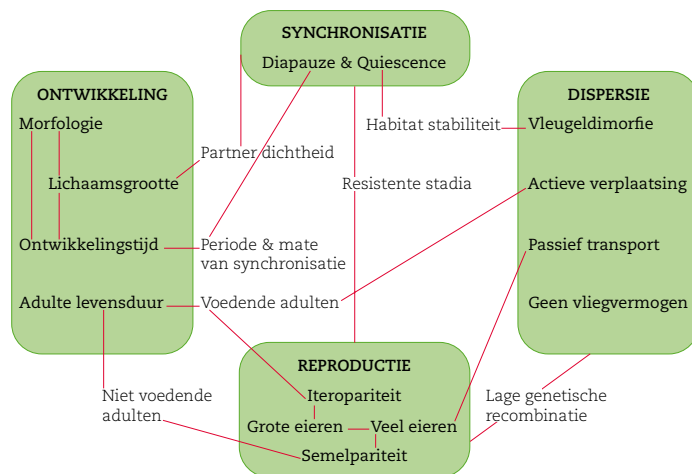 SYNCHRONISATIE
Diapauze & Quiescence
ONTWIKKELING
Morfologie
Lichaamsgrootte
Ontwikkelingstijd
Adulte levensduur
DISPERSIE
Vleugeldimorfie
Actieve verplaatsing
Passief transport
Geen vliegvermogen
Habitat stabiliteit
Partner dichtheid
Resistente stadia
Periode & mate
van synchronisatie
Voedende adulten
REPRODUCTIE
Iteropariteit
Grote eieren
Veel eieren
Semelpariteit
Niet voedende
adulten
Lage genetische
recombinatie